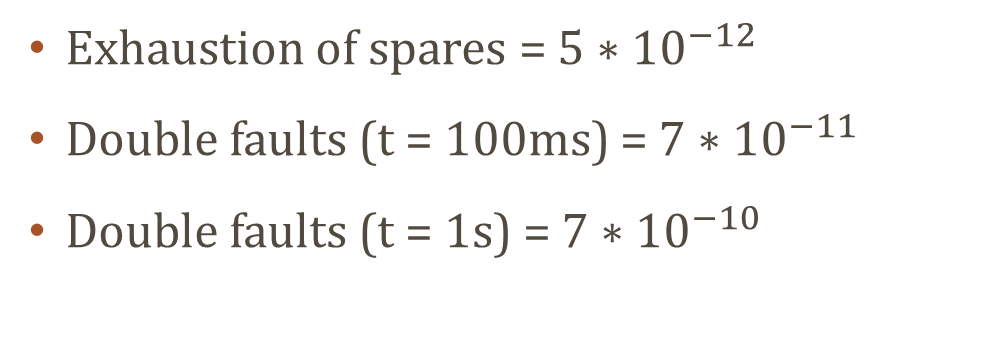 • Exhaustion of spares = 5 ∗ 10⁻¹²
• Double faults (t = 100ms) = 7 ∗ 10⁻¹¹
• Double faults (t = 1s) = 7 ∗ 10⁻¹⁰